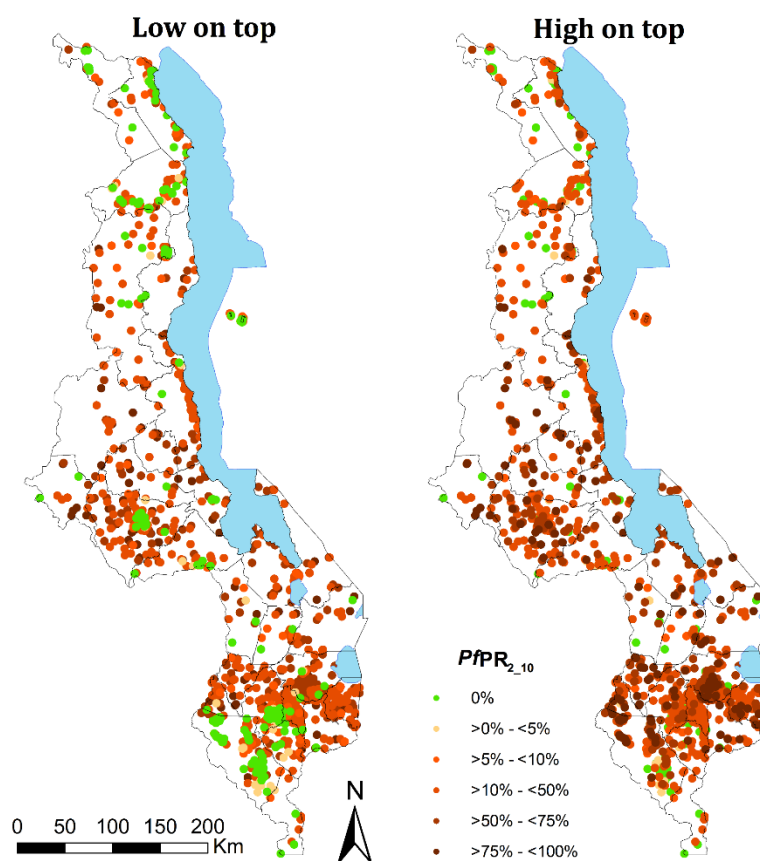 Low on top
High on top
PfPR2_10
0%
>0% - <5%
>5% - <10%
>10% - <50%
>50% - <75%
>75% - <100%
N
0 50 100 150 200
Km